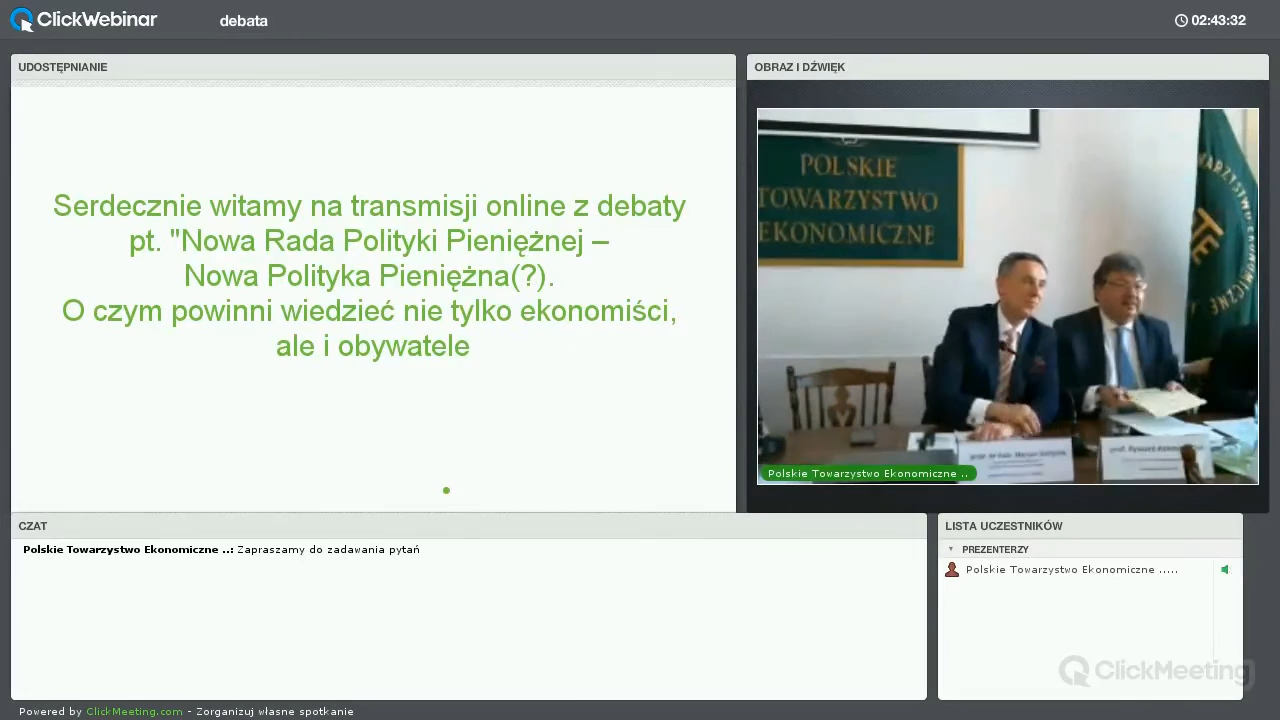 ClickWebinar
debata
02:43:32
UDOSTĘPNIANIE
Serdecznie witamy na transmisji online z debaty
pt. "Nowa Rada Polityki Pieniężnej –
Nowa Polityka Pieniężna(?).
O czym powinni wiedzieć nie tylko ekonomiści,
ale i obywatele
OBRAZ I DŹWIĘK
POLSKIE
TOWARZYSTWO
EKONOMICZNE
prof.
prof. Ryszard
Polskie Towarzystwo Ekonomiczne ..
CZAT
Polskie Towarzystwo Ekonomiczne ..: Zapraszamy do zadawania pytań
LISTA UCZESTNIKÓW
PREZENTERZY
Polskie Towarzystwo Ekonomiczne .....
ClickMeeting
Powered by ClickMeeting.com - Zorganizuj własne spotkanie